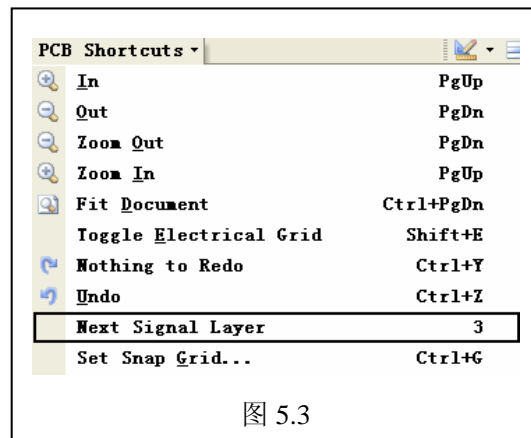 PCB Shortcuts
In PgUp
Out PgDn
Zoom Out PgDn
Zoom In PgUp
Fit Document Ctrl+PgDn
Toggle Electrical Grid Shift+E
Nothing to Redo Ctrl+Y
Undo Ctrl+Z
Next Signal Layer 3
Set Snap Grid... Ctrl+G
图 5.3